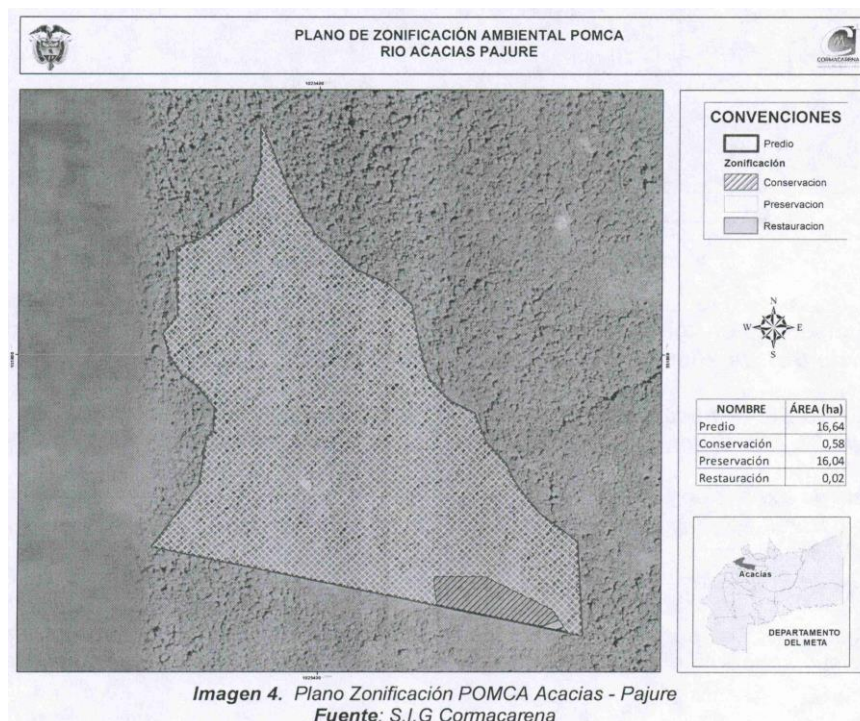 PLANO DE ZONIFICACIÓN AMBIENTAL POMCA
RIO ACACIAS PAJURE
CORMACARENA
CONVENCIONES
Predio
Zonificación
Conservacion
Preservacion
Restauracion
N
W E
S
NOMBRE ÁREA (ha)
Predio 16,64
Conservación 0,58
Preservación 16,04
Restauración 0,02
Acacías
DEPARTAMENTO
DEL META
Imagen 4. Plano Zonificación POMCA Acacias - Pajure
Fuente: S.I.G Cormacarena